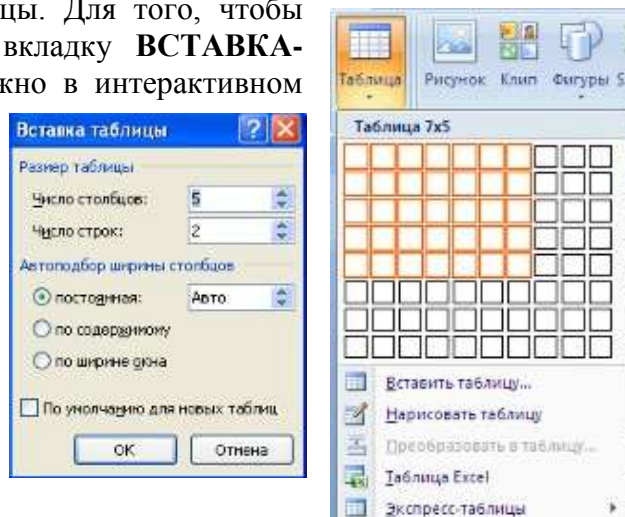 цы. Для того, чтобы
вкладку ВСТАВКА-
жно в интерактивном
Вставка таблицы
Размер таблицы
Число столбцов: 5
Число строк: 2
Автоподбор ширины столбцов
постоянная: Авто
по содержимому
по ширине окна
По умолчанию для новых таблиц
ОК Отмена
Таблица Рисунок Клип Фигуры S
Таблица 7x5
Вставить таблицу...
Нарисовать таблицу
Преобразовать в таблицу...
Таблица Excel
Экспресс-таблицы